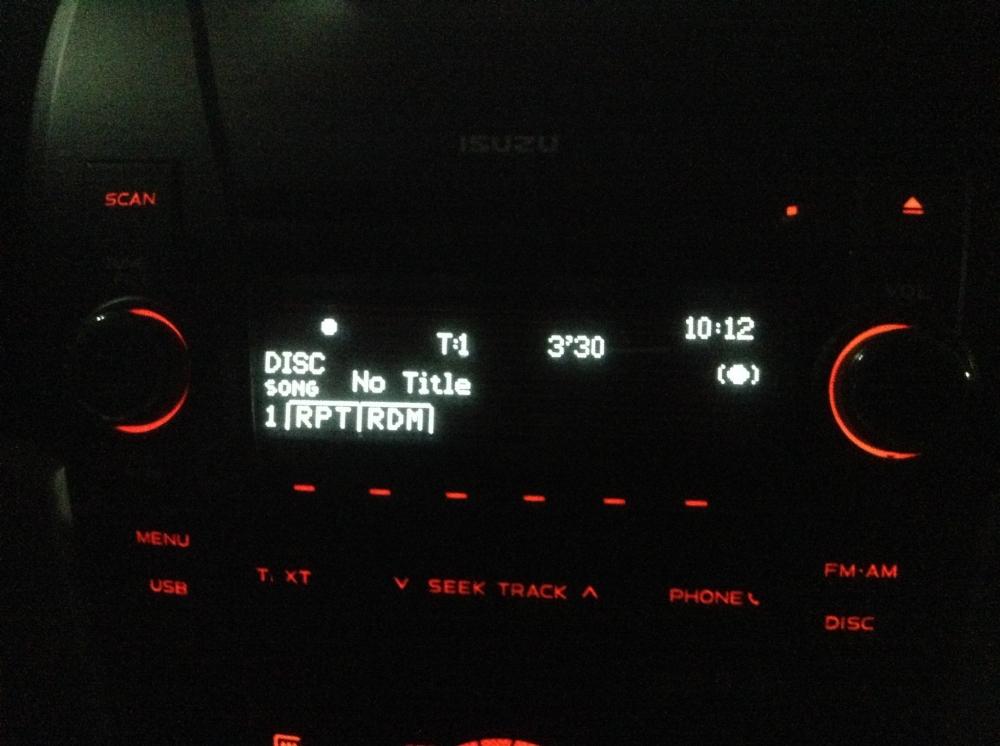 ISUZU
SCAN
VOL
T:1 3'30 10:12
DISC
SONG No Title
1 RPT RDM
MENU
USB
T. XT
SEEK TRACK
PHONE
FM·AM
DISC